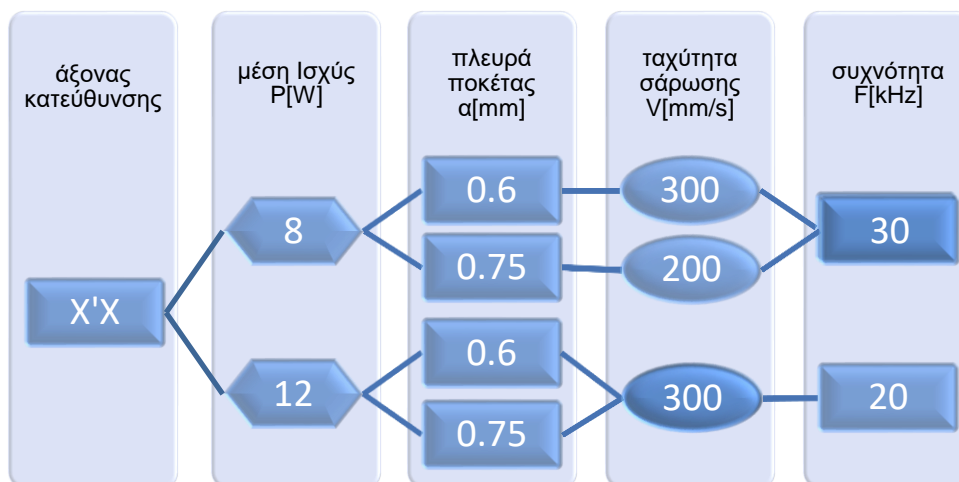 άξονας
κατεύθυνσης
μέση Ισχύς
P[W]
πλευρά
ποκέτας
α[mm]
ταχύτητα
σάρωσης
V[mm/s]
συχνότητα
F[kHz]
X'X
8
12
0.6
0.75
0.6
0.75
300
200
300
30
20